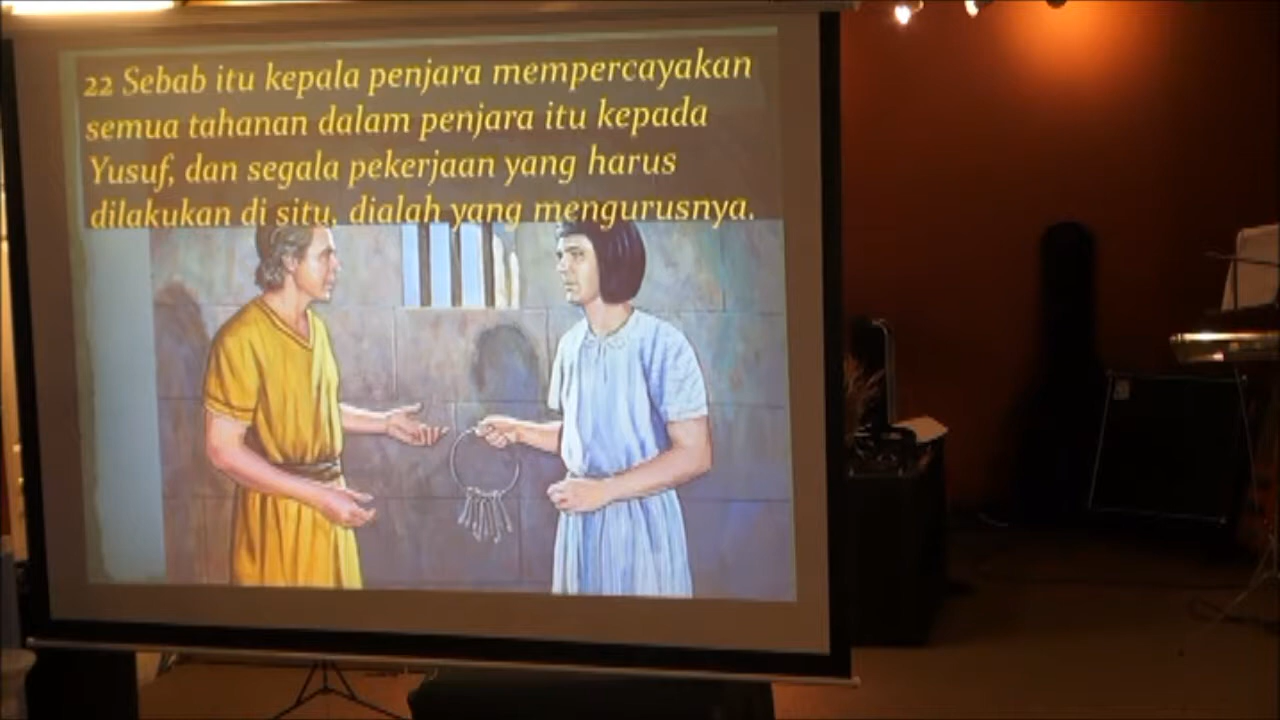 22 Sebab itu kepala penjara mempercayakan
semua tahanan dalam penjara itu kepada
Yusuf, dan segala pekerjaan yang harus
dilakukan di situ, dialah yang mengurusnya.